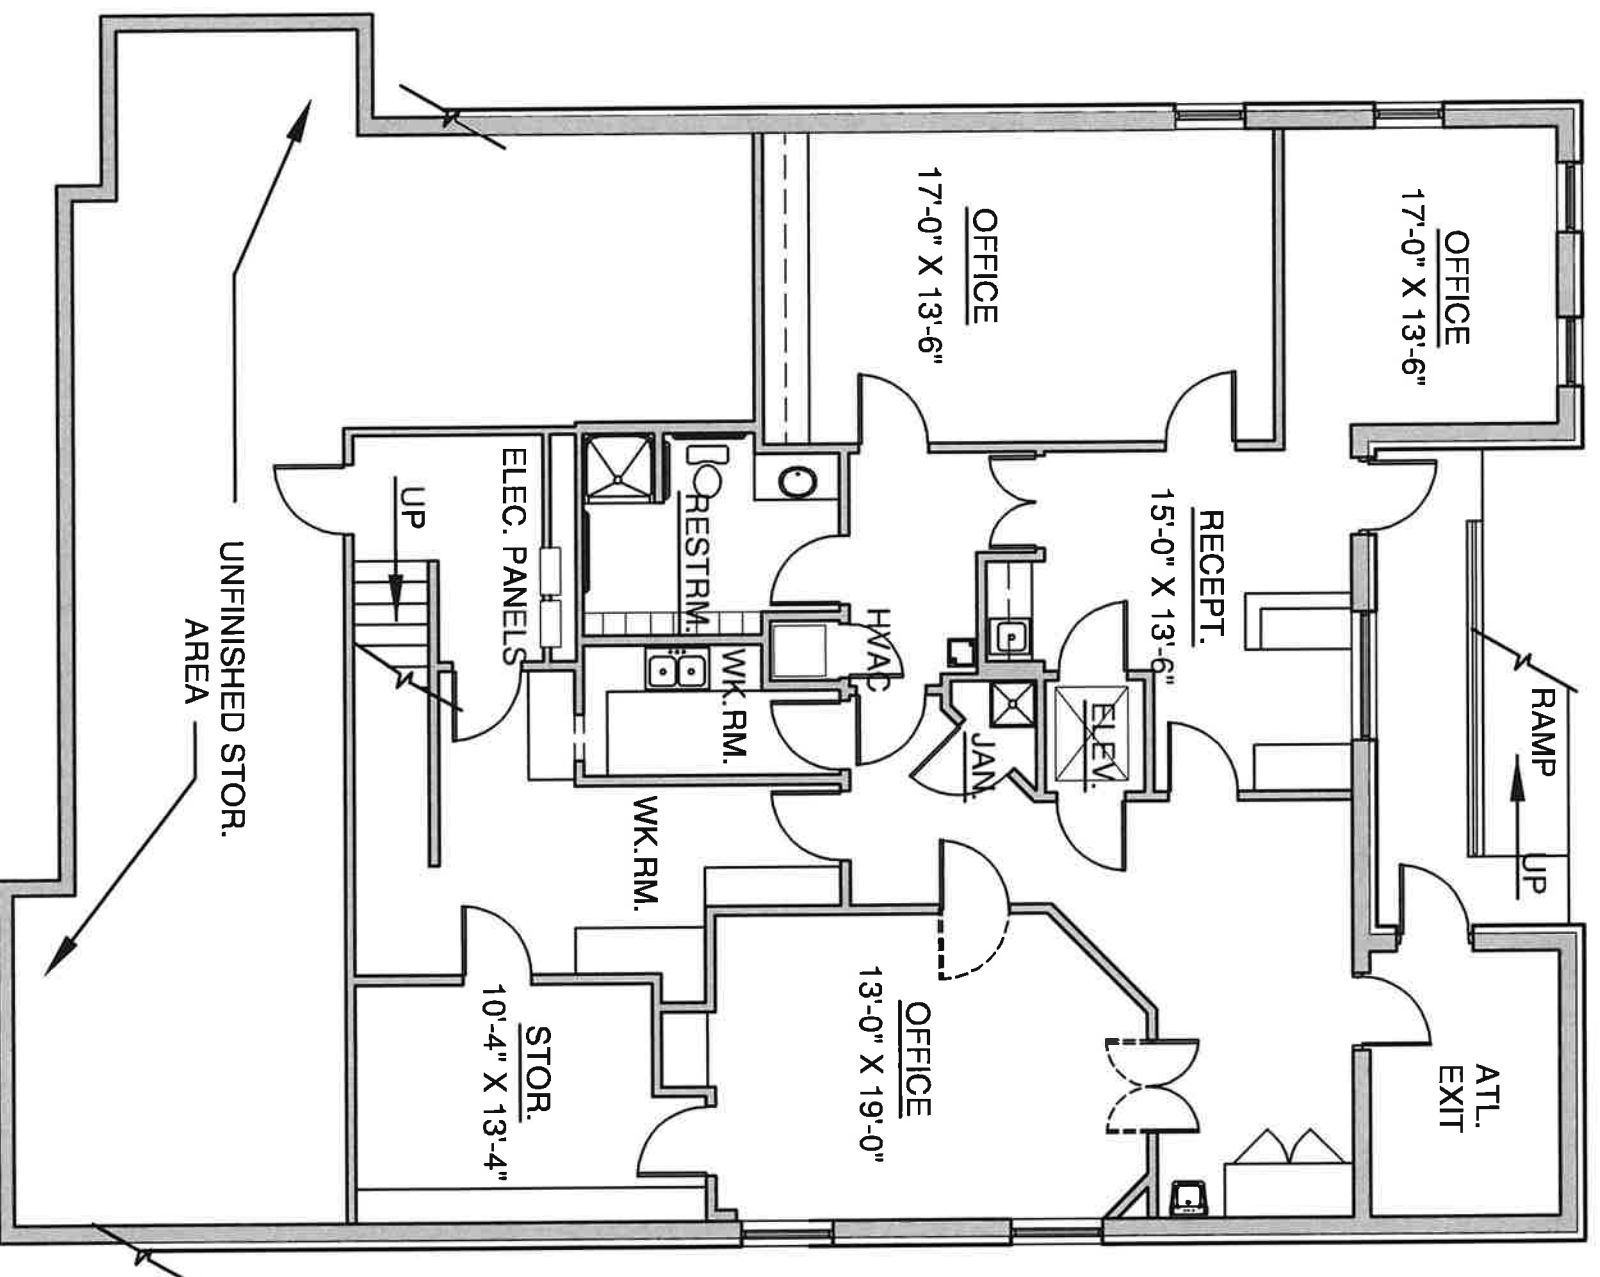 OFFICE
17'-0" X 13'-6"
OFFICE
17'-0" X 13'-6"
RECEPT.
15'-0" X 13'-6"
RAMP
UP
ELEV.
JAN.
HVAC
RESTRM.
WK.RM.
ELEC. PANELS
UP
WK.RM.
UNFINISHED STOR.
AREA
STOR.
10'-4" X 13'-4"
OFFICE
13'-0" X 19'-0"
ATL.
EXIT